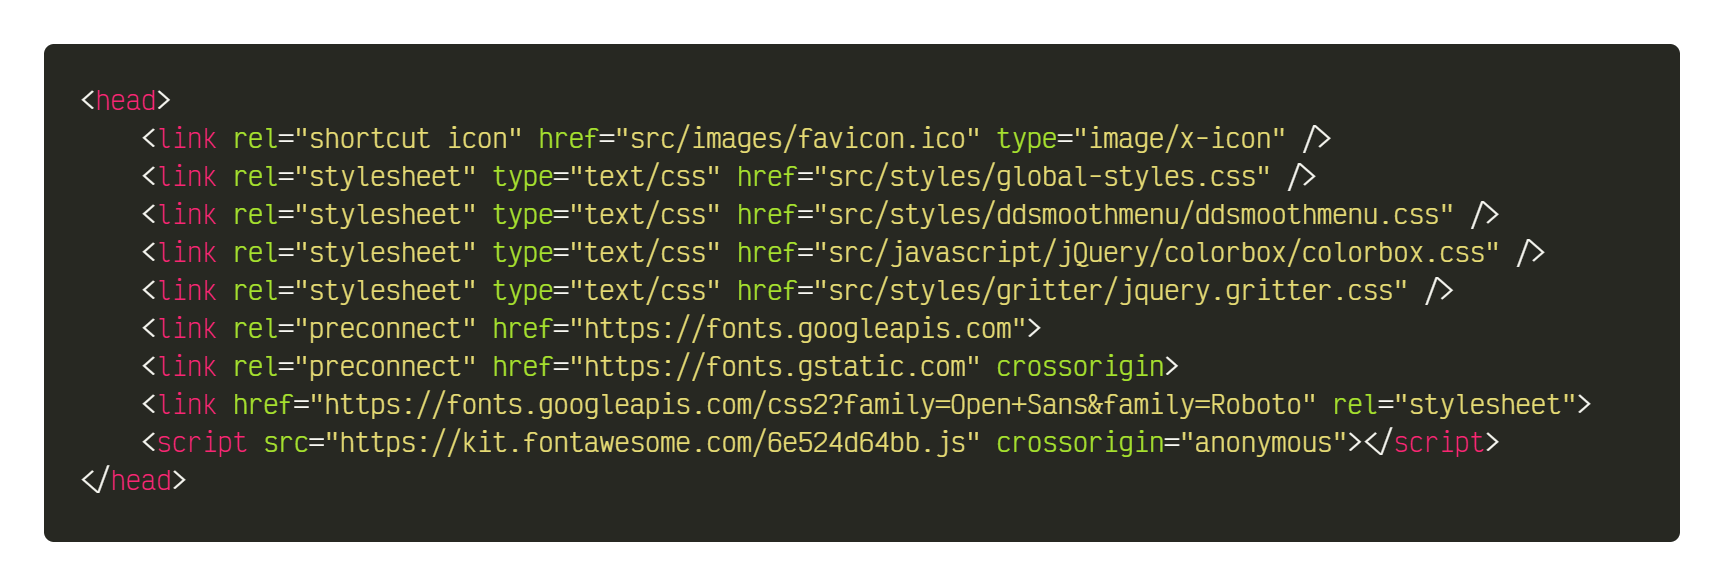 <head>
    <link rel="shortcut icon" href="src/images/favicon.ico" type="image/x-icon" />
    <link rel="stylesheet" type="text/css" href="src/styles/global-styles.css" />
    <link rel="stylesheet" type="text/css" href="src/styles/ddsmoothmenu/ddsmoothmenu.css" />
    <link rel="stylesheet" type="text/css" href="src/javascript/jQuery/colorbox/colorbox.css" />
    <link rel="stylesheet" type="text/css" href="src/styles/gritter/jquery.gritter.css" />
    <link rel="preconnect" href="https://fonts.googleapis.com">
    <link rel="preconnect" href="https://fonts.gstatic.com" crossorigin>
    <link href="https://fonts.googleapis.com/css2?family=Open+Sans&family=Roboto" rel="stylesheet">
    <script src="https://kit.fontawesome.com/6e524d64bb.js" crossorigin="anonymous"></script>
</head>